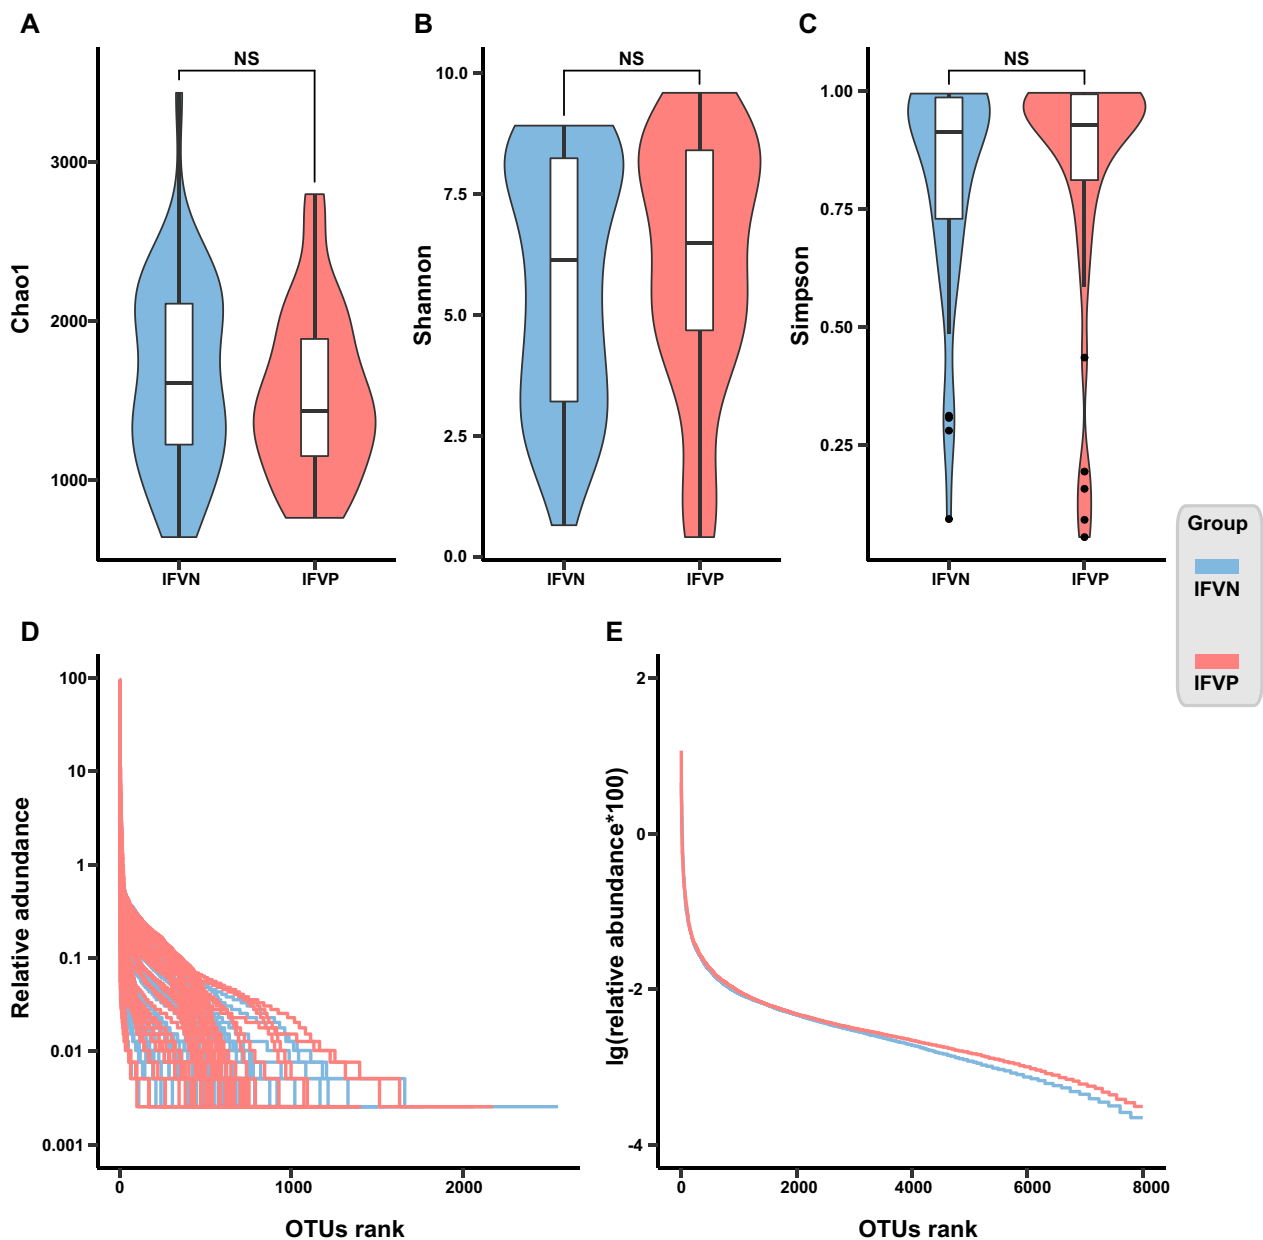 A
NS
Chao1
3000
2000
1000
IFVN
IFVP
B
NS
Shannon
10.0
7.5
5.0
2.5
0.0
IFVN
IFVP
C
NS
Simpson
1.00
0.75
0.50
0.25
IFVN
IFVP
Group
IFVN
IFVP
D
Relative adundance
100
10
1
0.1
0.01
0.001
0
1000
2000
OTUs rank
E
lg(relative abundance*100)
2
0
-2
-4
0
2000
4000
6000
8000
OTUs rank